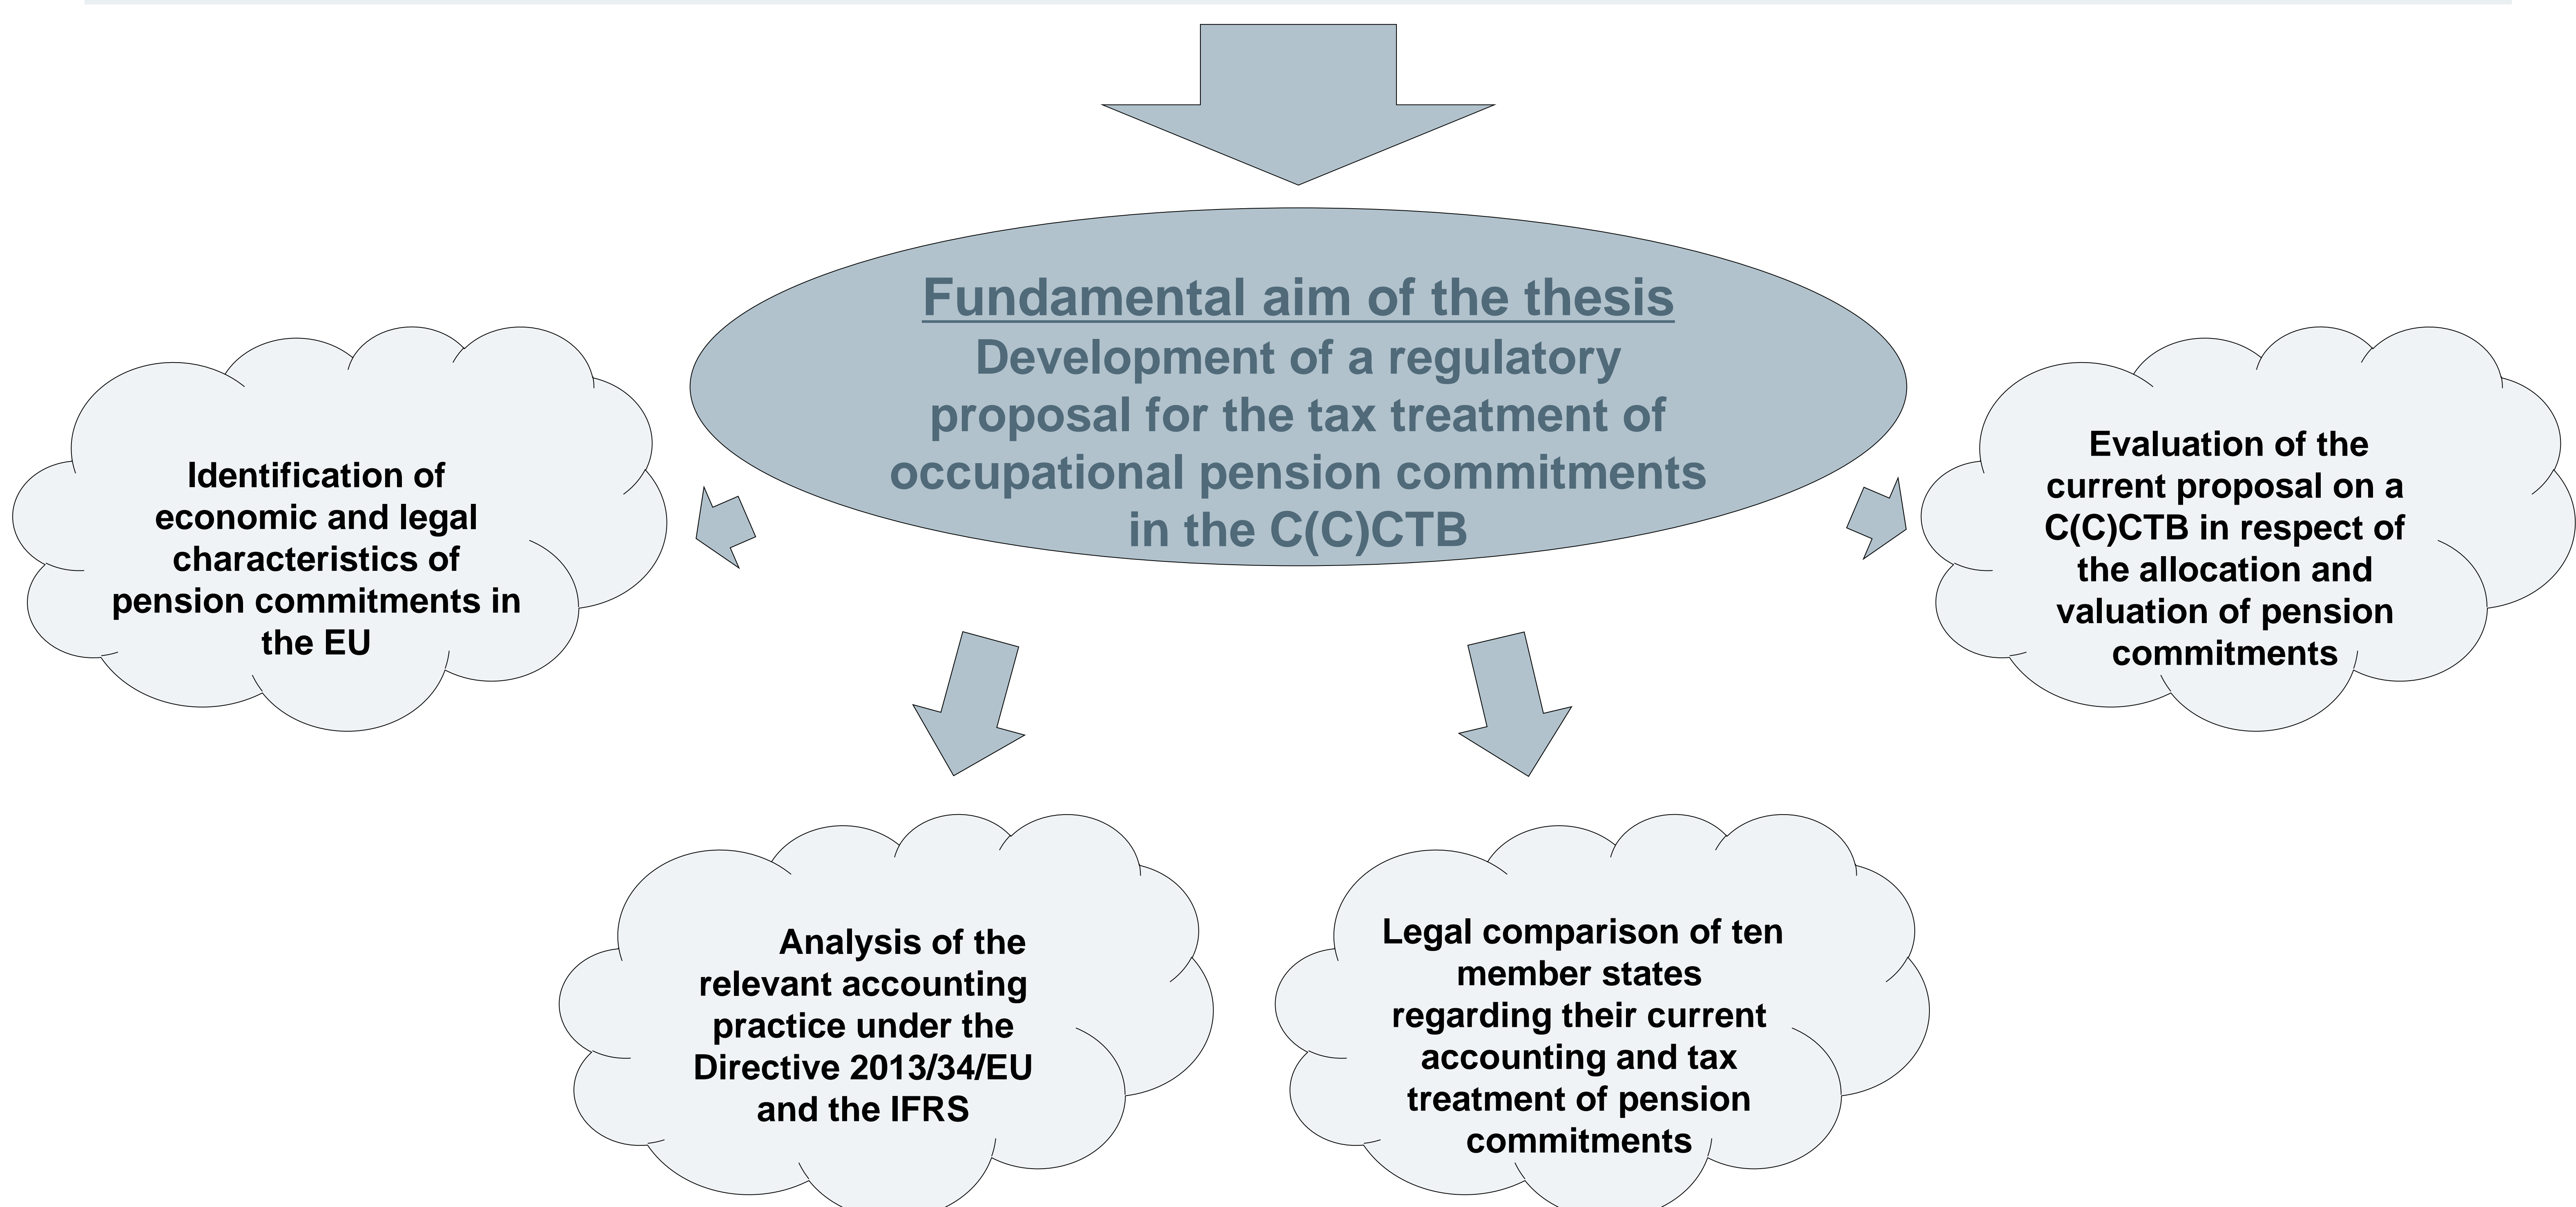 Fundamental aim of the thesis
Development of a regulatory
proposal for the tax treatment of
occupational pension commitments
in the C(C)CTB
Identification of
economic and legal
characteristics of
pension commitments in
the EU
Evaluation of the
current proposal on a
C(C)CTB in respect of
the allocation and
valuation of pension
commitments
Analysis of the
relevant accounting
practice under the
Directive 2013/34/EU
and the IFRS
Legal comparison of ten
member states
regarding their current
accounting and tax
treatment of pension
commitments